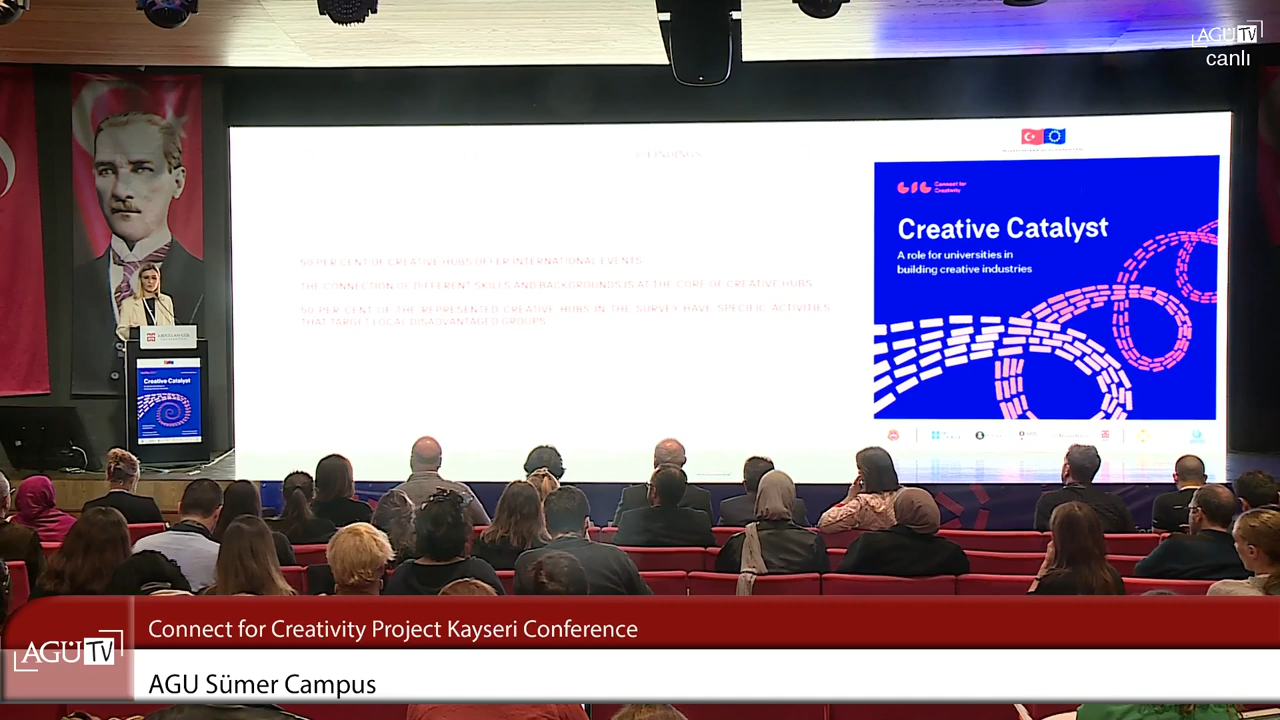 AGÜ TV
canlı
FINDINGS
50 PER CENT OF CREATIVE HUBS OFFER INTERNATIONAL EVENTS
THE CONNECTION OF DIFFERENT SKILLS AND BACKGROUNDS IS AT THE CORE OF CREATIVE HUBS
50 PER CENT OF THE REPRESENTED CREATIVE HUBS IN THE SURVEY HAVE SPECIFIC ACTIVITIES
THAT TARGET LOCAL DISADVANTAGED GROUPS
Connect for
Creativity
Creative Catalyst
A role for universities in
building creative industries
Creative Catalyst
Connect for Creativity Project Kayseri Conference
AGÜ TV
AGU Sümer Campus